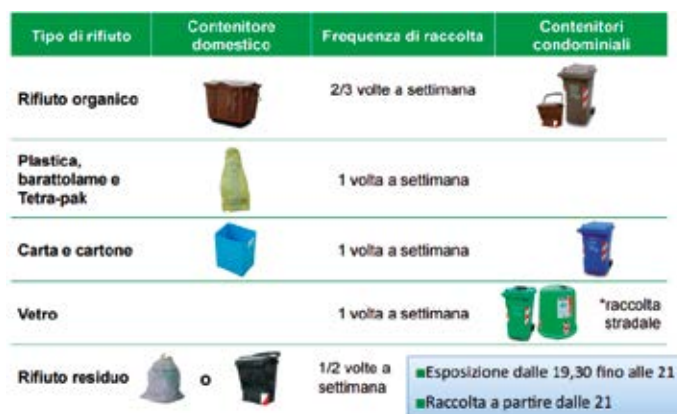 Tipo di rifiuto
Contenitore domestico
Frequenza di raccolta
Contenitori condominiali
Rifiuto organico
2/3 volte a settimana
Plastica,
barattolame e
Tetra-pak
1 volta a settimana
Carta e cartone
1 volta a settimana
Vetro
1 volta a settimana
*raccolta
stradale
Rifiuto residuo
o
1/2 volte a
settimana
Esposizione dalle 19,30 fino alle 21
Raccolta a partire dalle 21